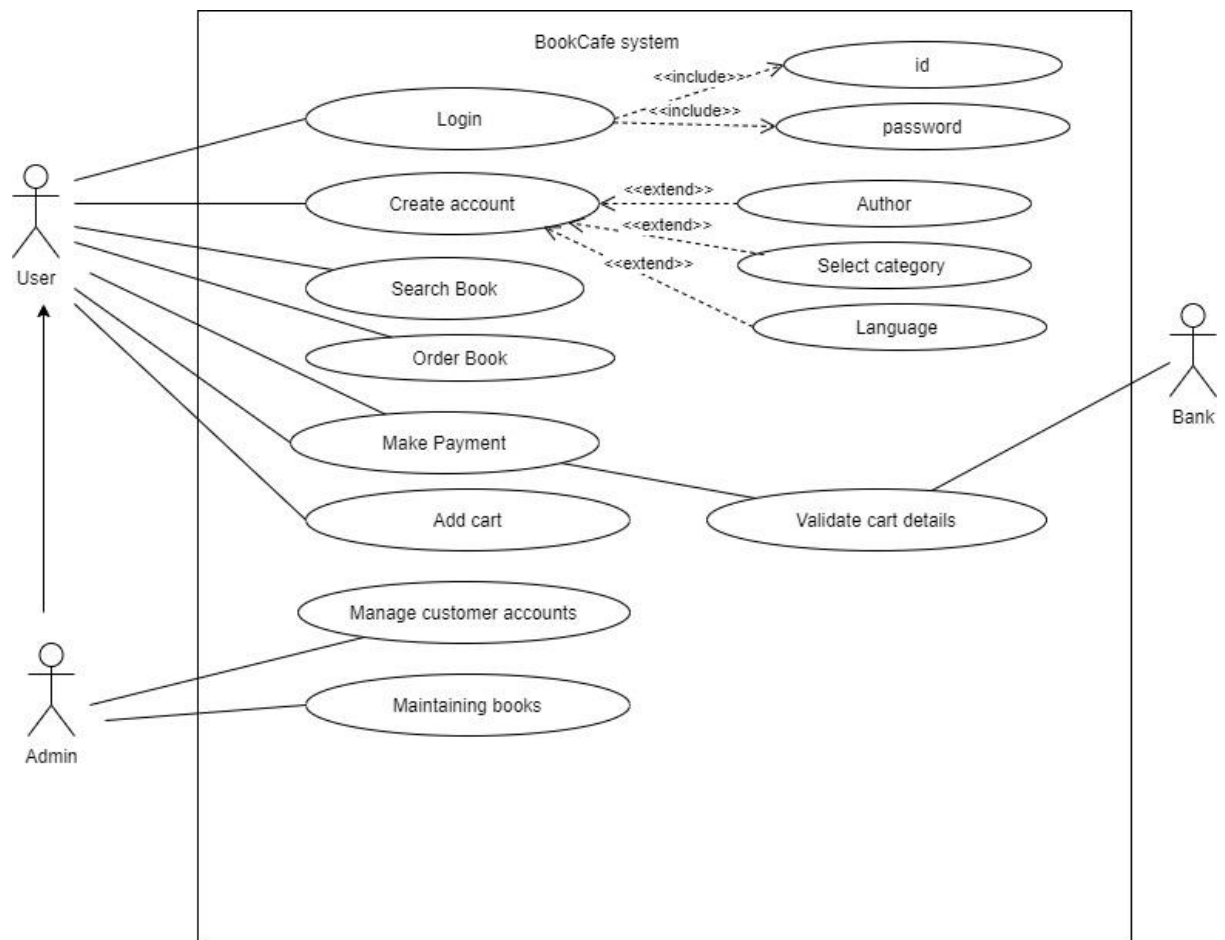 BookCafe system
id
<<include>>
<<include>>
Login
password
<<extend>>
Create account
Author
<<extend>>
<<extend>>
Select category
User
Search Book
Language
Order Book
Bank
Make Payment
Add cart
Validate cart details
Manage customer accounts
Maintaining books
Admin